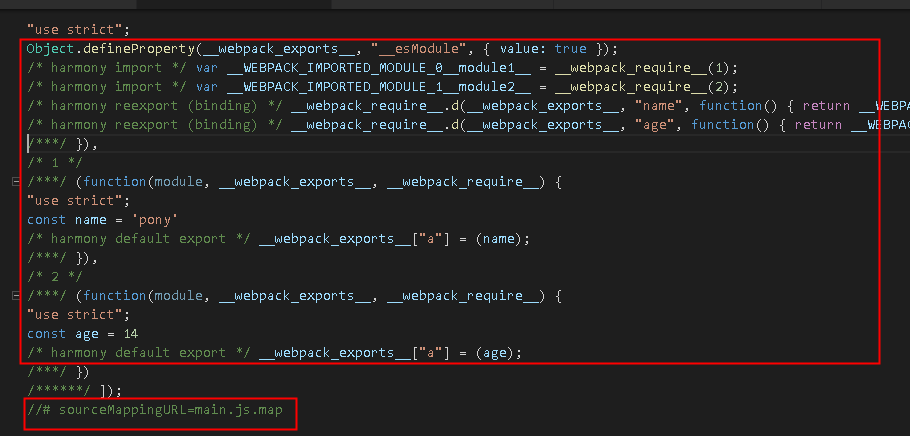 "use strict";
Object.defineProperty(__webpack_exports__, "__esModule", { value: true });
/* harmony import */ var __WEBPACK_IMPORTED_MODULE_0__module1__ = __webpack_require__(1);
/* harmony import */ var __WEBPACK_IMPORTED_MODULE_1__module2__ = __webpack_require__(2);
/* harmony reexport (binding) */ __webpack_require__.d(__webpack_exports__, "name", function() { return __WEBP
/* harmony reexport (binding) */ __webpack_require__.d(__webpack_exports__, "age", function() { return __WEBPAC
/***/ }),
/* 1 */
/***/ (function(module, __webpack_exports__, __webpack_require__) {
"use strict";
const name = 'pony'
/* harmony default export */ __webpack_exports__["a"] = (name);
/***/ }),
/* 2 */
/***/ (function(module, __webpack_exports__, __webpack_require__) {
"use strict";
const age = 14
/* harmony default export */ __webpack_exports__["a"] = (age);
/***/ })
/******/ ]);
//# sourceMappingURL=main.js.map